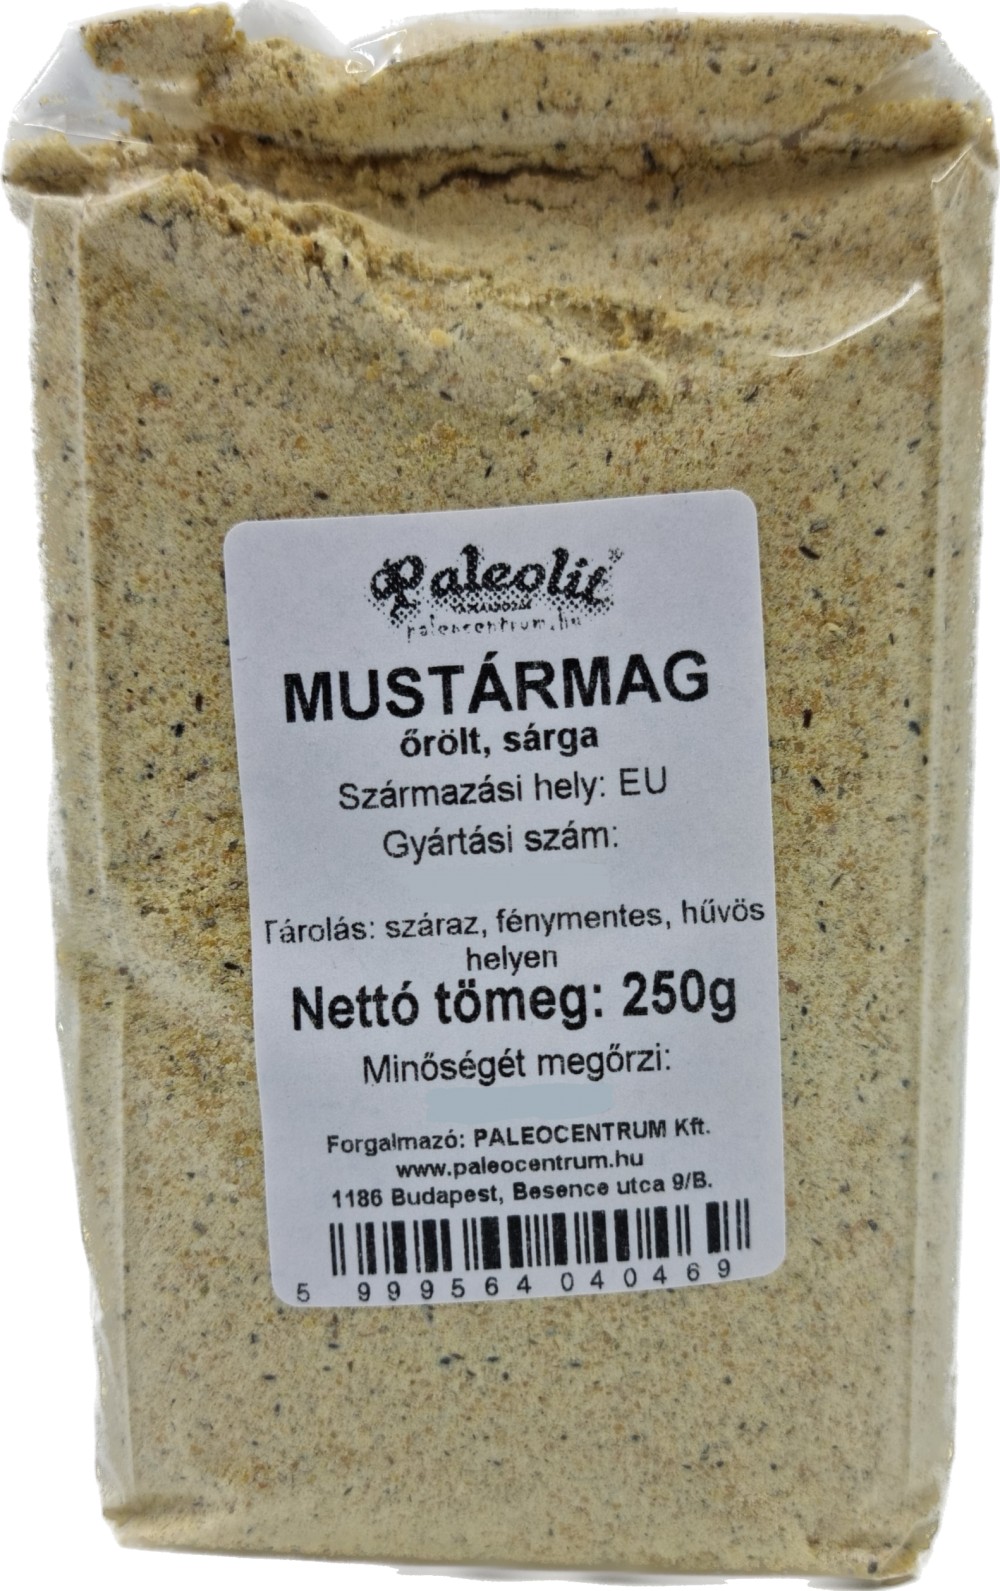 Paleolit
paleocentrum.hu
MUSTÁRMAG
őrölt, sárga
Származási hely: EU
Gyártási szám:
Tárolás: száraz, fénymentes, hűvös
helyen
Nettó tömeg: 250g
Minőségét megőrzi:
Forgalmazó: PALEOCENTRUM Kft.
www.paleocentrum.hu
1186 Budapest, Besence utca 9/B.
5 999564 040469